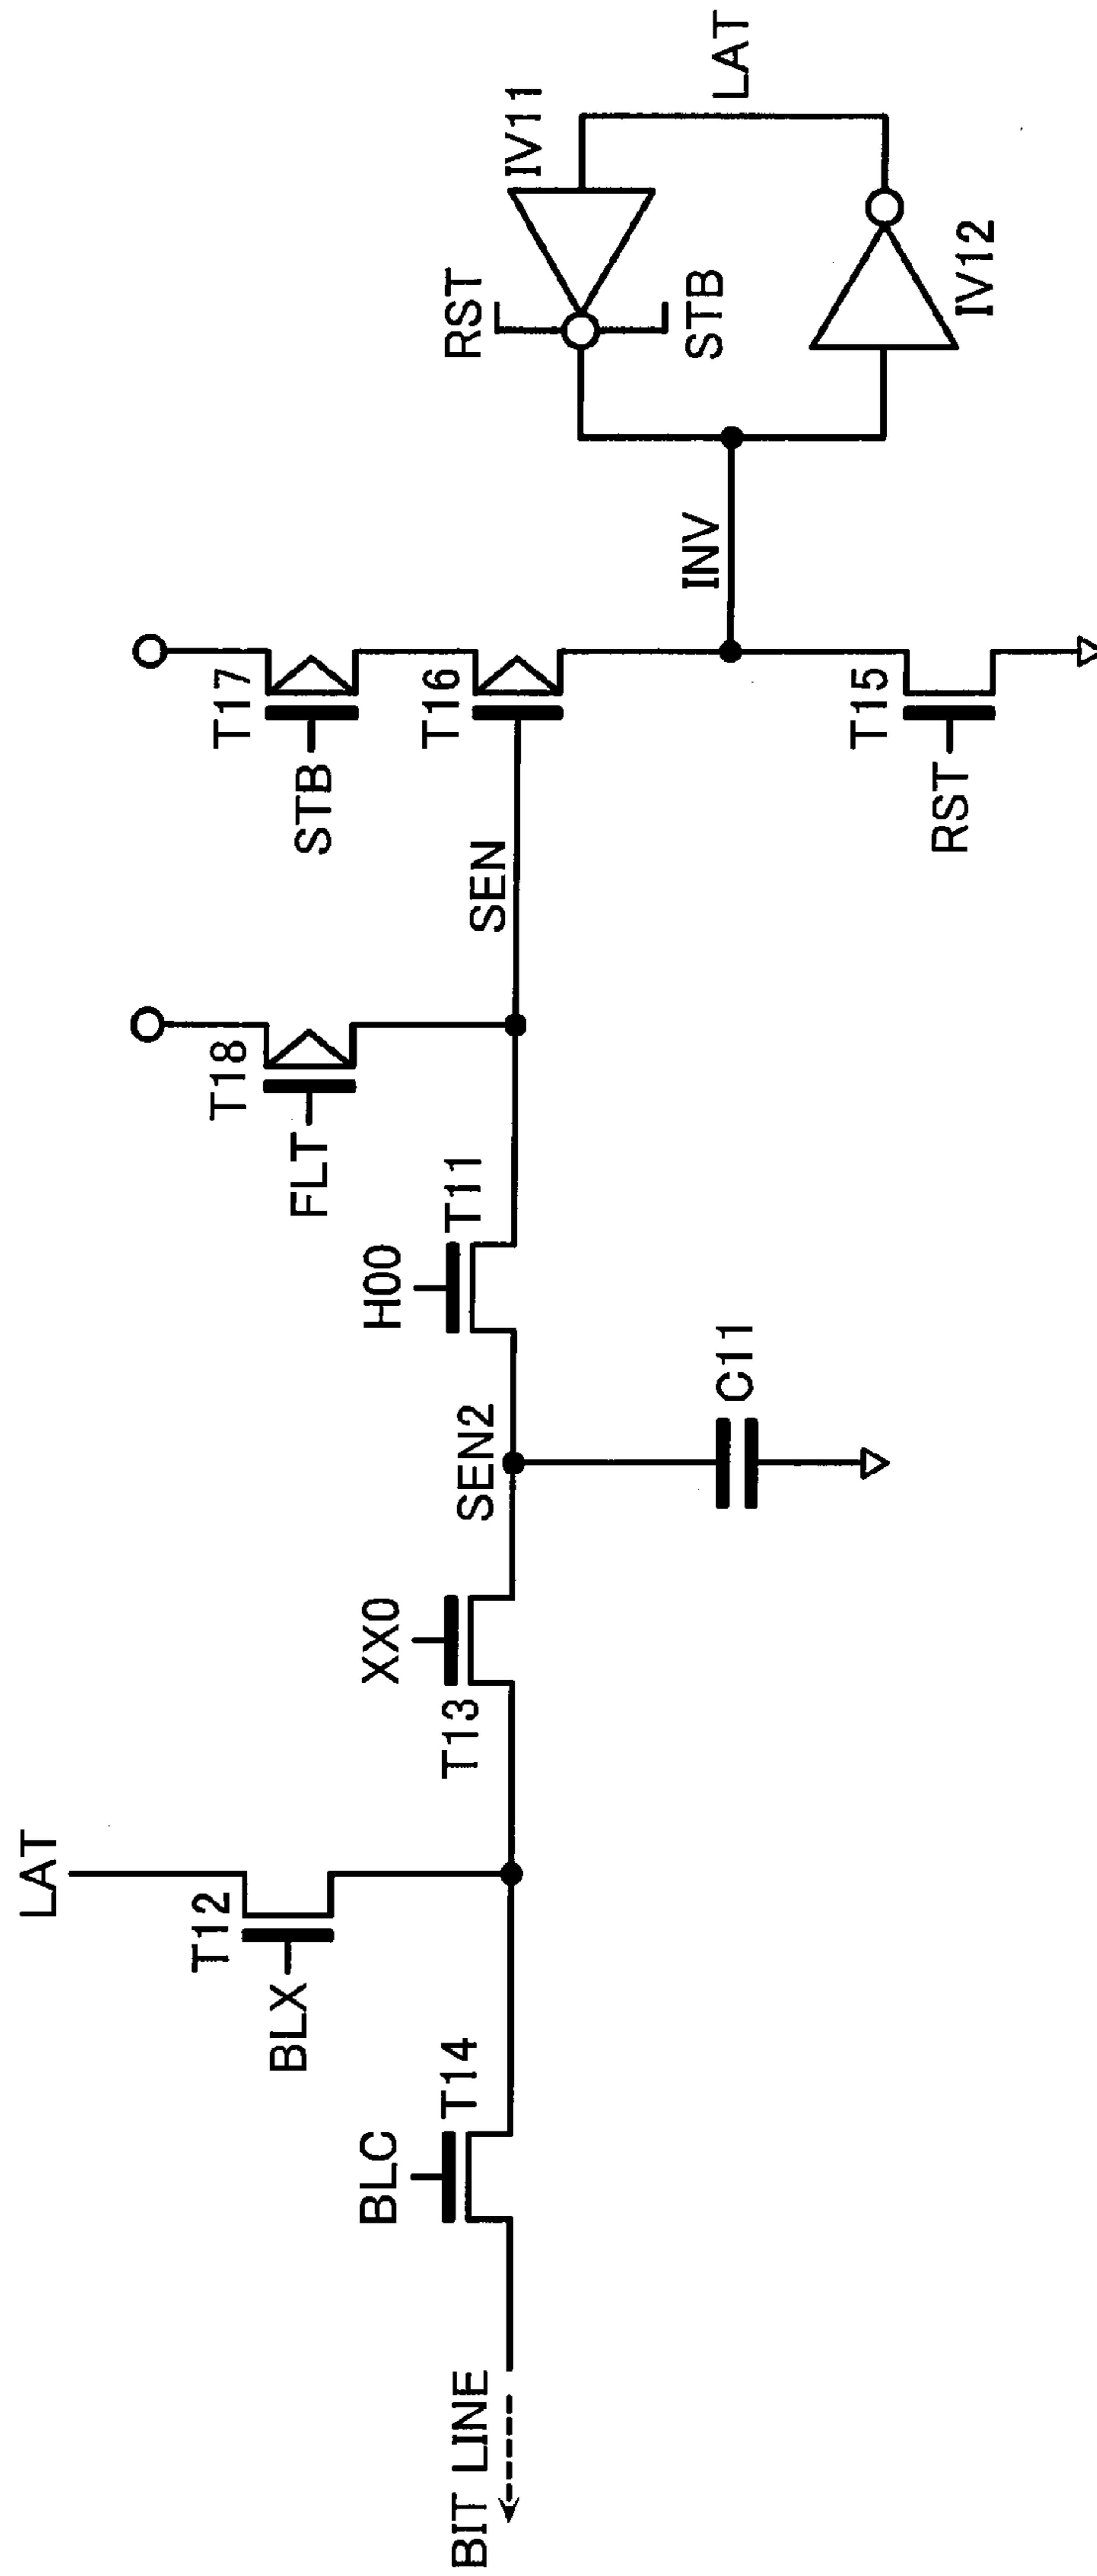 LAT
BLX
T12
BLC
T14
BIT LINE
XX0
T13
SEN2
C11
H00
T11
FLT
T18
SEN
STB
T17
T16
INV
RST
T15
RST
STB
IV11
IV12
LAT